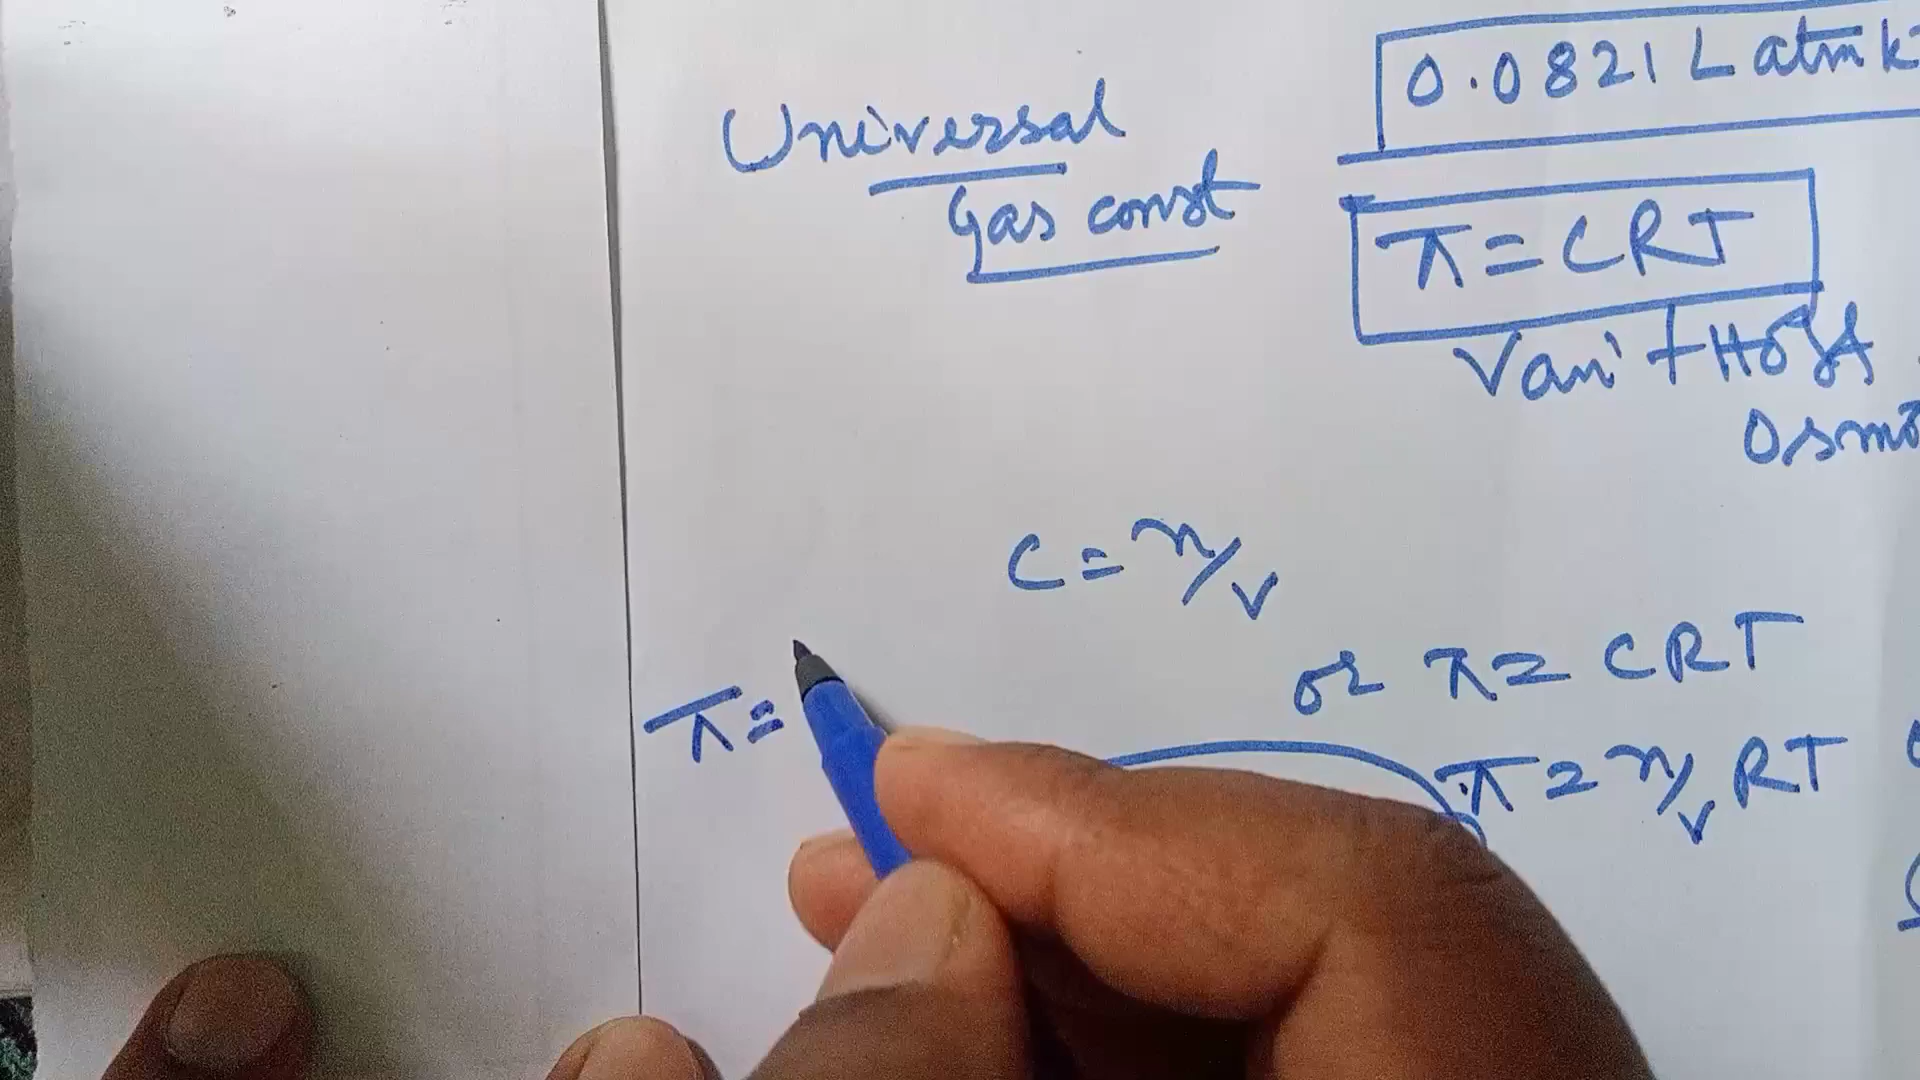 0.0821 L atm K
Universal
Gas const
π = CRT
Van't Hoff's
Osmo
C = n/v
or π = CRT
π =
π = n/v RT